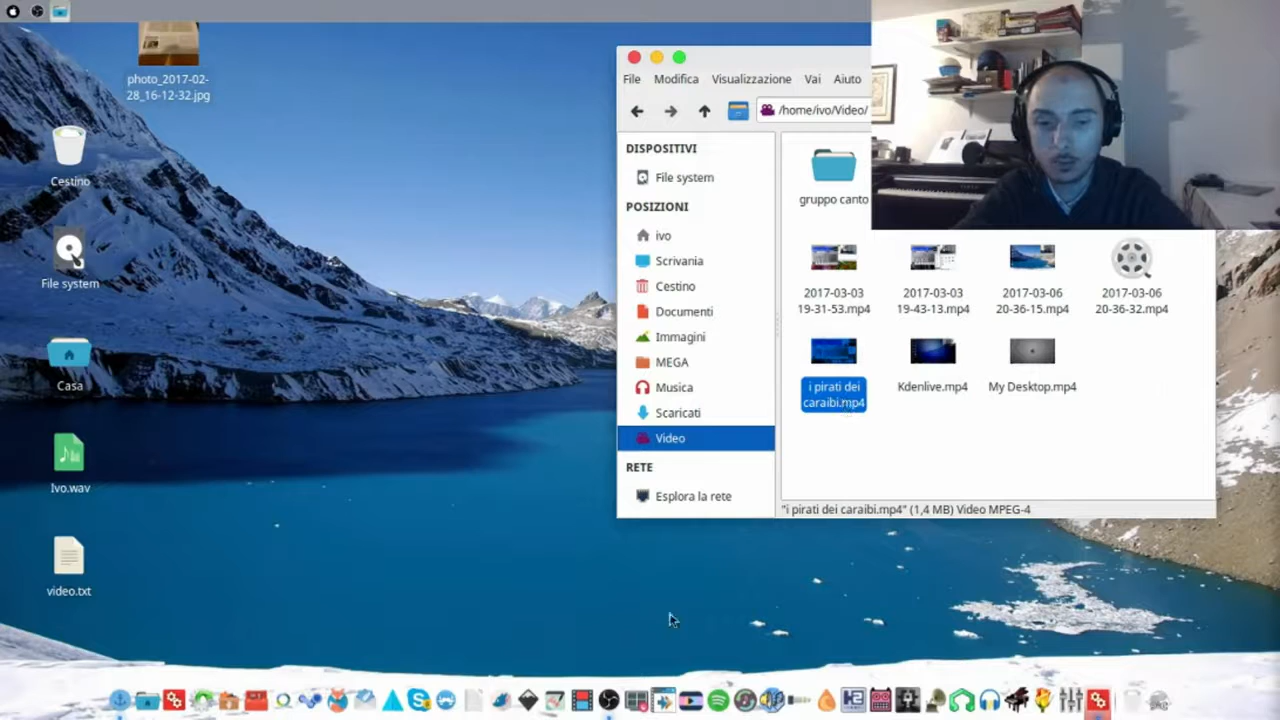 photo_2017-02-
28_16-12-32.jpg
Cestino
File system
Casa
Ivo.wav
video.txt
File Modifica Visualizzazione Vai Aiuto
/home/ivo/Video/
DISPOSITIVI
File system
POSIZIONI
ivo
Scrivania
Cestino
Documenti
Immagini
MEGA
Musica
Scaricati
Video
RETE
Esplora la rete
gruppo canto
2017-03-03
19-31-53.mp4
2017-03-03
19-43-13.mp4
2017-03-06
20-36-15.mp4
2017-03-06
20-36-32.mp4
i pirati dei
caraibi.mp4
Kdenlive.mp4
My Desktop.mp4
"i pirati dei caraibi.mp4" (1,4 MB) Video MPEG-4